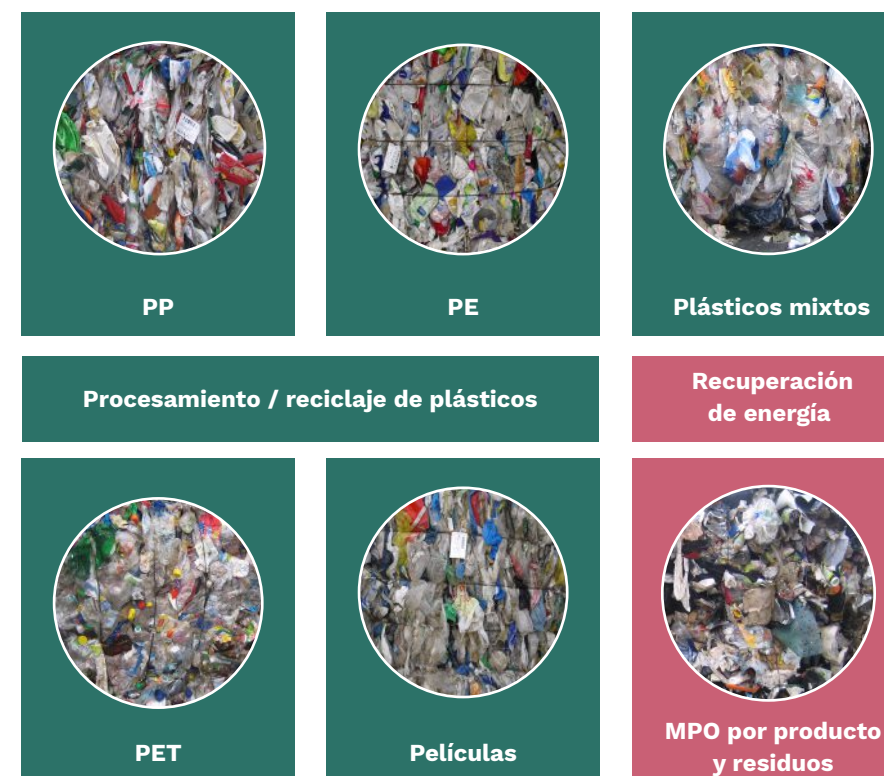 PP
PE
Plásticos mixtos
Procesamiento / reciclaje de plásticos
Recuperación
de energía
PET
Películas
MPO por producto
y residuos